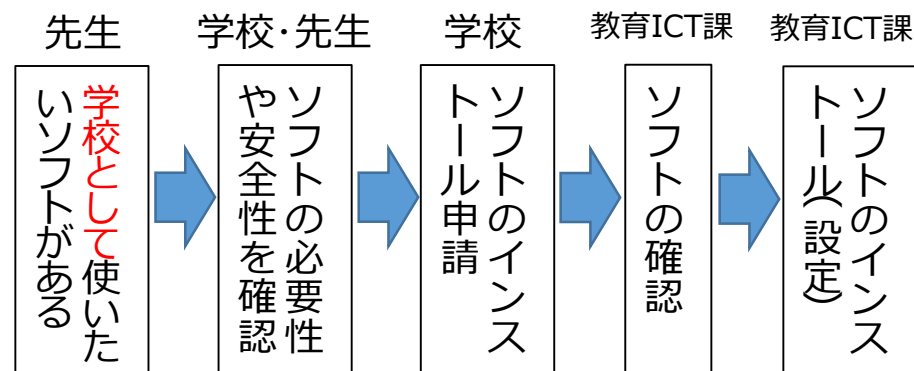 先生
学校として使いた
いソフトがある
学校・先生
ソフトの必要性
や安全性を確認
学校
ソフトのインス
トール申請
教育ICT課
ソフトの確認
教育ICT課
ソフトのインス
トール(設定)